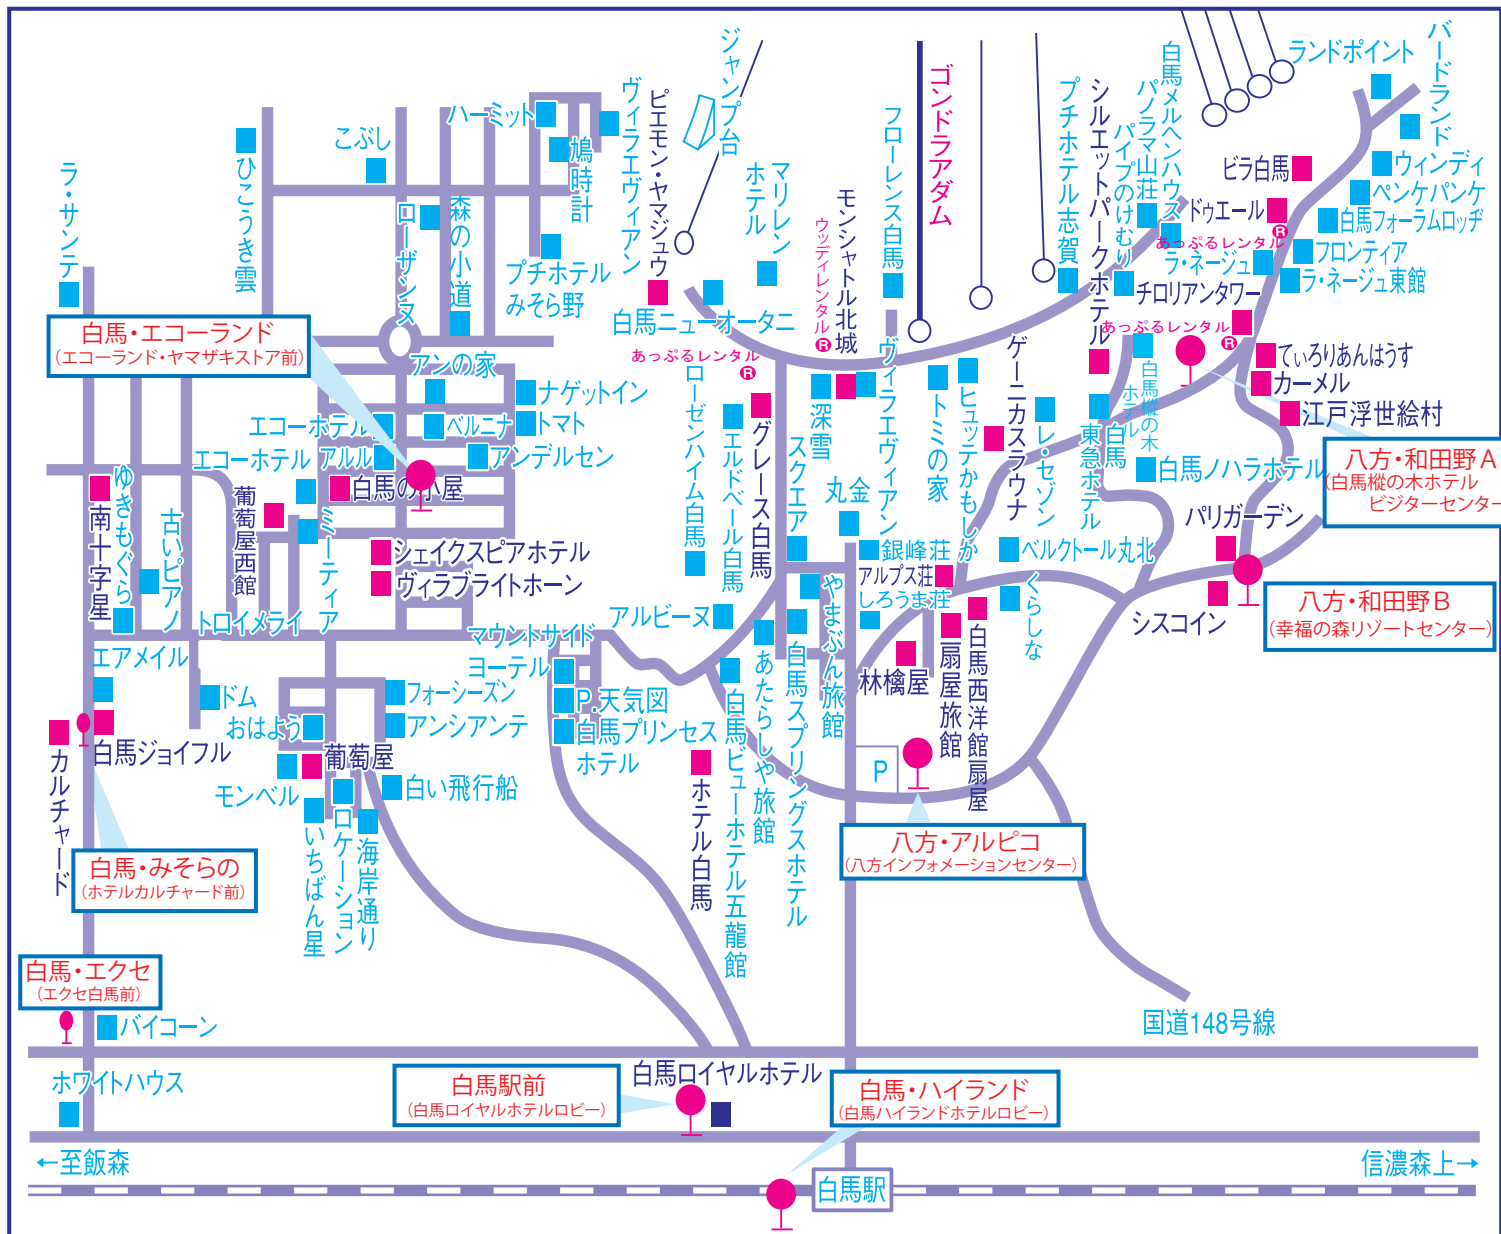 ジャンプ台
ゴンドラアダム
ランドポイント
バードランド
ラ・サンテ
ひこうき雲
こぶし
ハーミット
鳩時計
ヴィラエヴィアン
ピエモン・ヤマジュウ
マリレン
ホテル
モンシャトル北城
ウッディレンタル R
フローレンス白馬
プチホテル志賀
シルエットパークホテル
パイプのけむり
パノラマ山荘
白馬メルヘンハウス
ビラ白馬
ウィンディ
ペンケパンケ
ドゥエール
白馬フォーラムロッヂ
あっぷるレンタル R
フロンティア
ラ・ネージュ
ラ・ネージュ東館
チロリアンタワー
あっぷるレンタル R
ローザンヌ
森の小道
プチホテル
みそら野
白馬ニューオータニ
あっぷるレンタル R
白馬・エコーランド
(エコーランド・ヤマザキストア前)
アンの家
ナゲットイン
トマト
ベルニナ
アンデルセン
エコーホテル
エコーホテル アルル
白馬の小屋
ローゼンハイム白馬
エルドベール白馬
グレース白馬
スクエア
深雪
ヴィラエヴィアン
トミの家
ヒュッテかもしか
ゲーニカスラウナ
レ・セゾン
東急ホテル
白馬
白馬樅の木
ホテル
てぃろりあんはうす
カーメル
江戸浮世絵村
白馬ノハラホテル
八方・和田野A
(白馬樅の木ホテル
ビジターセンター
パリガーデン
丸金
銀峰荘
アルプス荘
しろうま荘
ベルクトール丸北
くらしな
八方・和田野B
(幸福の森リゾートセンター)
シスコイン
南十字星
ゆきもぐら
古いピアノ
葡萄屋西館
ミーティア
シェイクスピアホテル
ヴィラブライトホーン
トロイメライ
エアメイル
ドム
おはよう
フォーシーズン
アンシアンテ
葡萄屋
モンベル
白い飛行船
いちばん星
ロケーション
海岸通り
マウントサイド
ヨーテル
P.天気図
白馬プリンセス
ホテル
アルビーヌ
ホテル白馬
白馬ビューホテル五龍館
あたらしや旅館
白馬スプリングスホテル
やまぶん旅館
林檎屋
扇屋旅館
白馬西洋館扇屋
P
八方・アルピコ
(八方インフォメーションセンター)
カルチャード
白馬ジョイフル
白馬・みそらの
(ホテルカルチャード前)
白馬・エクセ
(エクセ白馬前)
バイコーン
国道148号線
ホワイトハウス
白馬駅前
(白馬ロイヤルホテルロビー)
白馬ロイヤルホテル
白馬・ハイランド
(白馬ハイランドホテルロビー)
←至飯森
信濃森上→
白馬駅